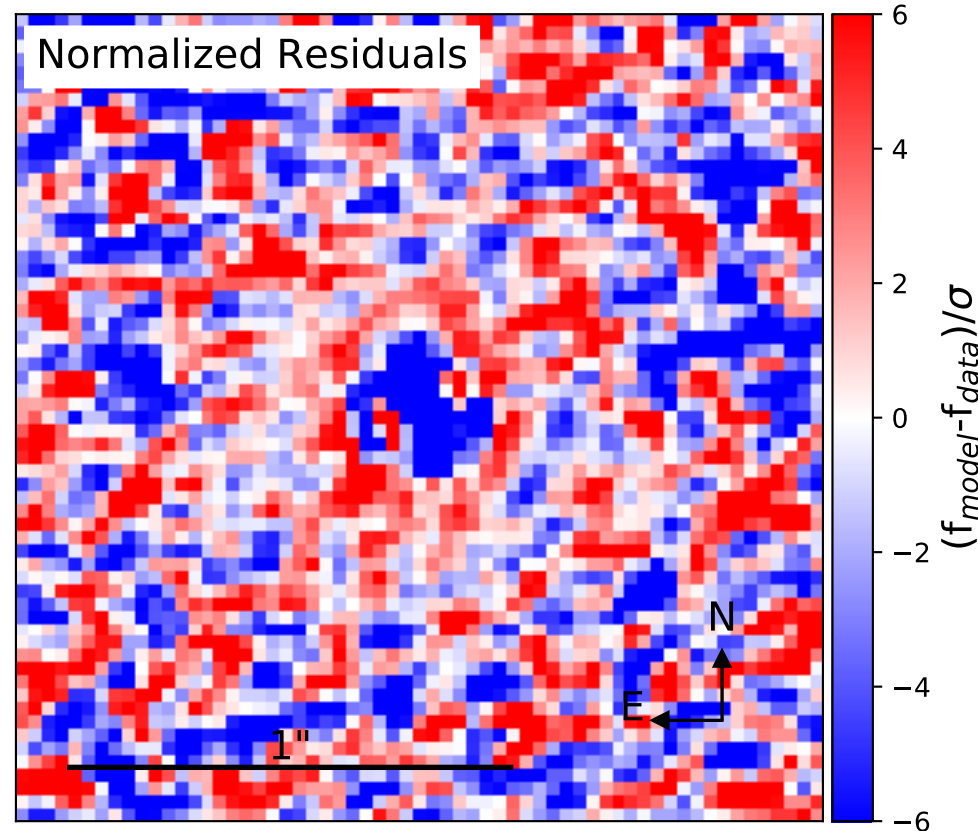 Normalized Residuals
6
4
2
0
−2
−4
−6
(f_model-f_data)/σ
N
E
1"